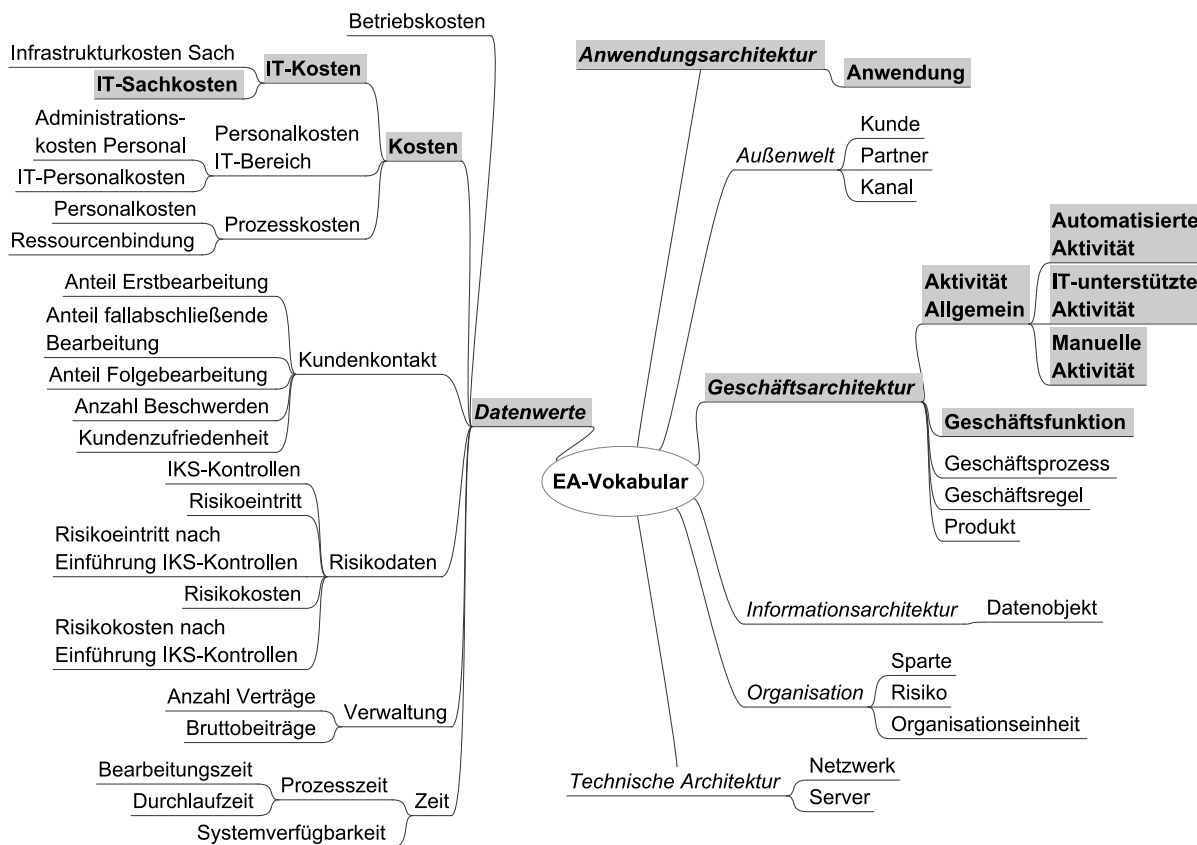 Betriebskosten
Infrastrukturkosten Sach
IT-Kosten
IT-Sachkosten
Administrations-
kosten Personal
Personalkosten
IT-Bereich
IT-Personalkosten
Kosten
Personalkosten
Prozesskosten
Ressourcenbindung
Anteil Erstbearbeitung
Anteil fallabschließende
Bearbeitung
Kundenkontakt
Anteil Folgebearbeitung
Anzahl Beschwerden
Kundenzufriedenheit
Datenwerte
IKS-Kontrollen
Risikoeintritt
Risikoeintritt nach
Einführung IKS-Kontrollen
Risikodaten
Risikokosten
Risikokosten nach
Einführung IKS-Kontrollen
Anzahl Verträge
Verwaltung
Bruttobeiträge
Bearbeitungszeit
Prozesszeit
Durchlaufzeit
Zeit
Systemverfügbarkeit
EA-Vokabular
Anwendungsarchitektur
Anwendung
Außenwelt
Kunde
Partner
Kanal
Geschäftsarchitektur
Aktivität
Allgemein
Automatisierte
Aktivität
IT-unterstützte
Aktivität
Manuelle
Aktivität
Geschäftsfunktion
Geschäftsprozess
Geschäftsregel
Produkt
Informationsarchitektur
Datenobjekt
Organisation
Sparte
Risiko
Organisationseinheit
Technische Architektur
Netzwerk
Server